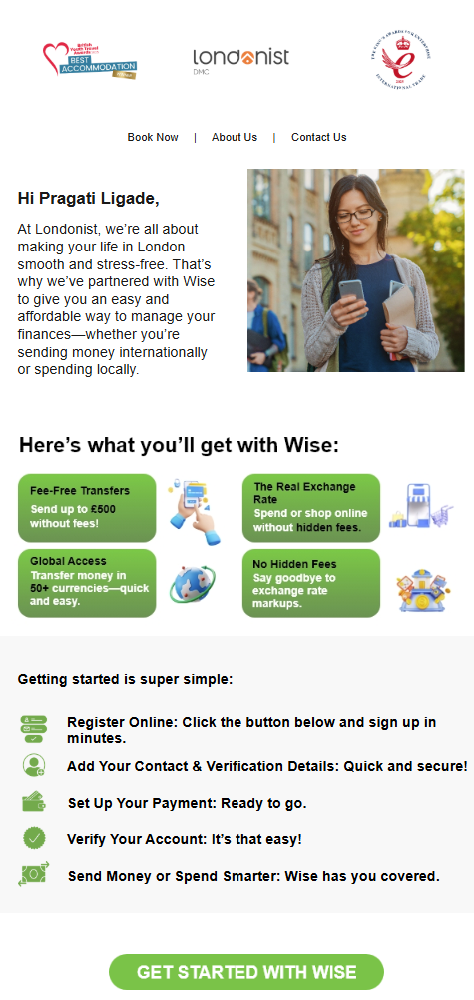 British
Youth Travel
Awards
BEST
ACCOMMODATION
londonist
DMC
THE KING'S AWARDS FOR ENTERPRISE
INTERNATIONAL TRADE
Book Now | About Us | Contact Us
Hi Pragati Ligade,
At Londonist, we’re all about
making your life in London
smooth and stress-free. That’s
why we’ve partnered with Wise
to give you an easy and
affordable way to manage your
finances—whether you’re
sending money internationally
or spending locally.
Here’s what you’ll get with Wise:
Fee-Free Transfers
Send up to £500
without fees!
The Real Exchange
Rate
Spend or shop online
without hidden fees.
Global Access
Transfer money in
50+ currencies—quick
and easy.
No Hidden Fees
Say goodbye to
exchange rate
markups.
Getting started is super simple:
Register Online: Click the button below and sign up in
minutes.
Add Your Contact & Verification Details: Quick and secure!
Set Up Your Payment: Ready to go.
Verify Your Account: It’s that easy!
Send Money or Spend Smarter: Wise has you covered.
GET STARTED WITH WISE